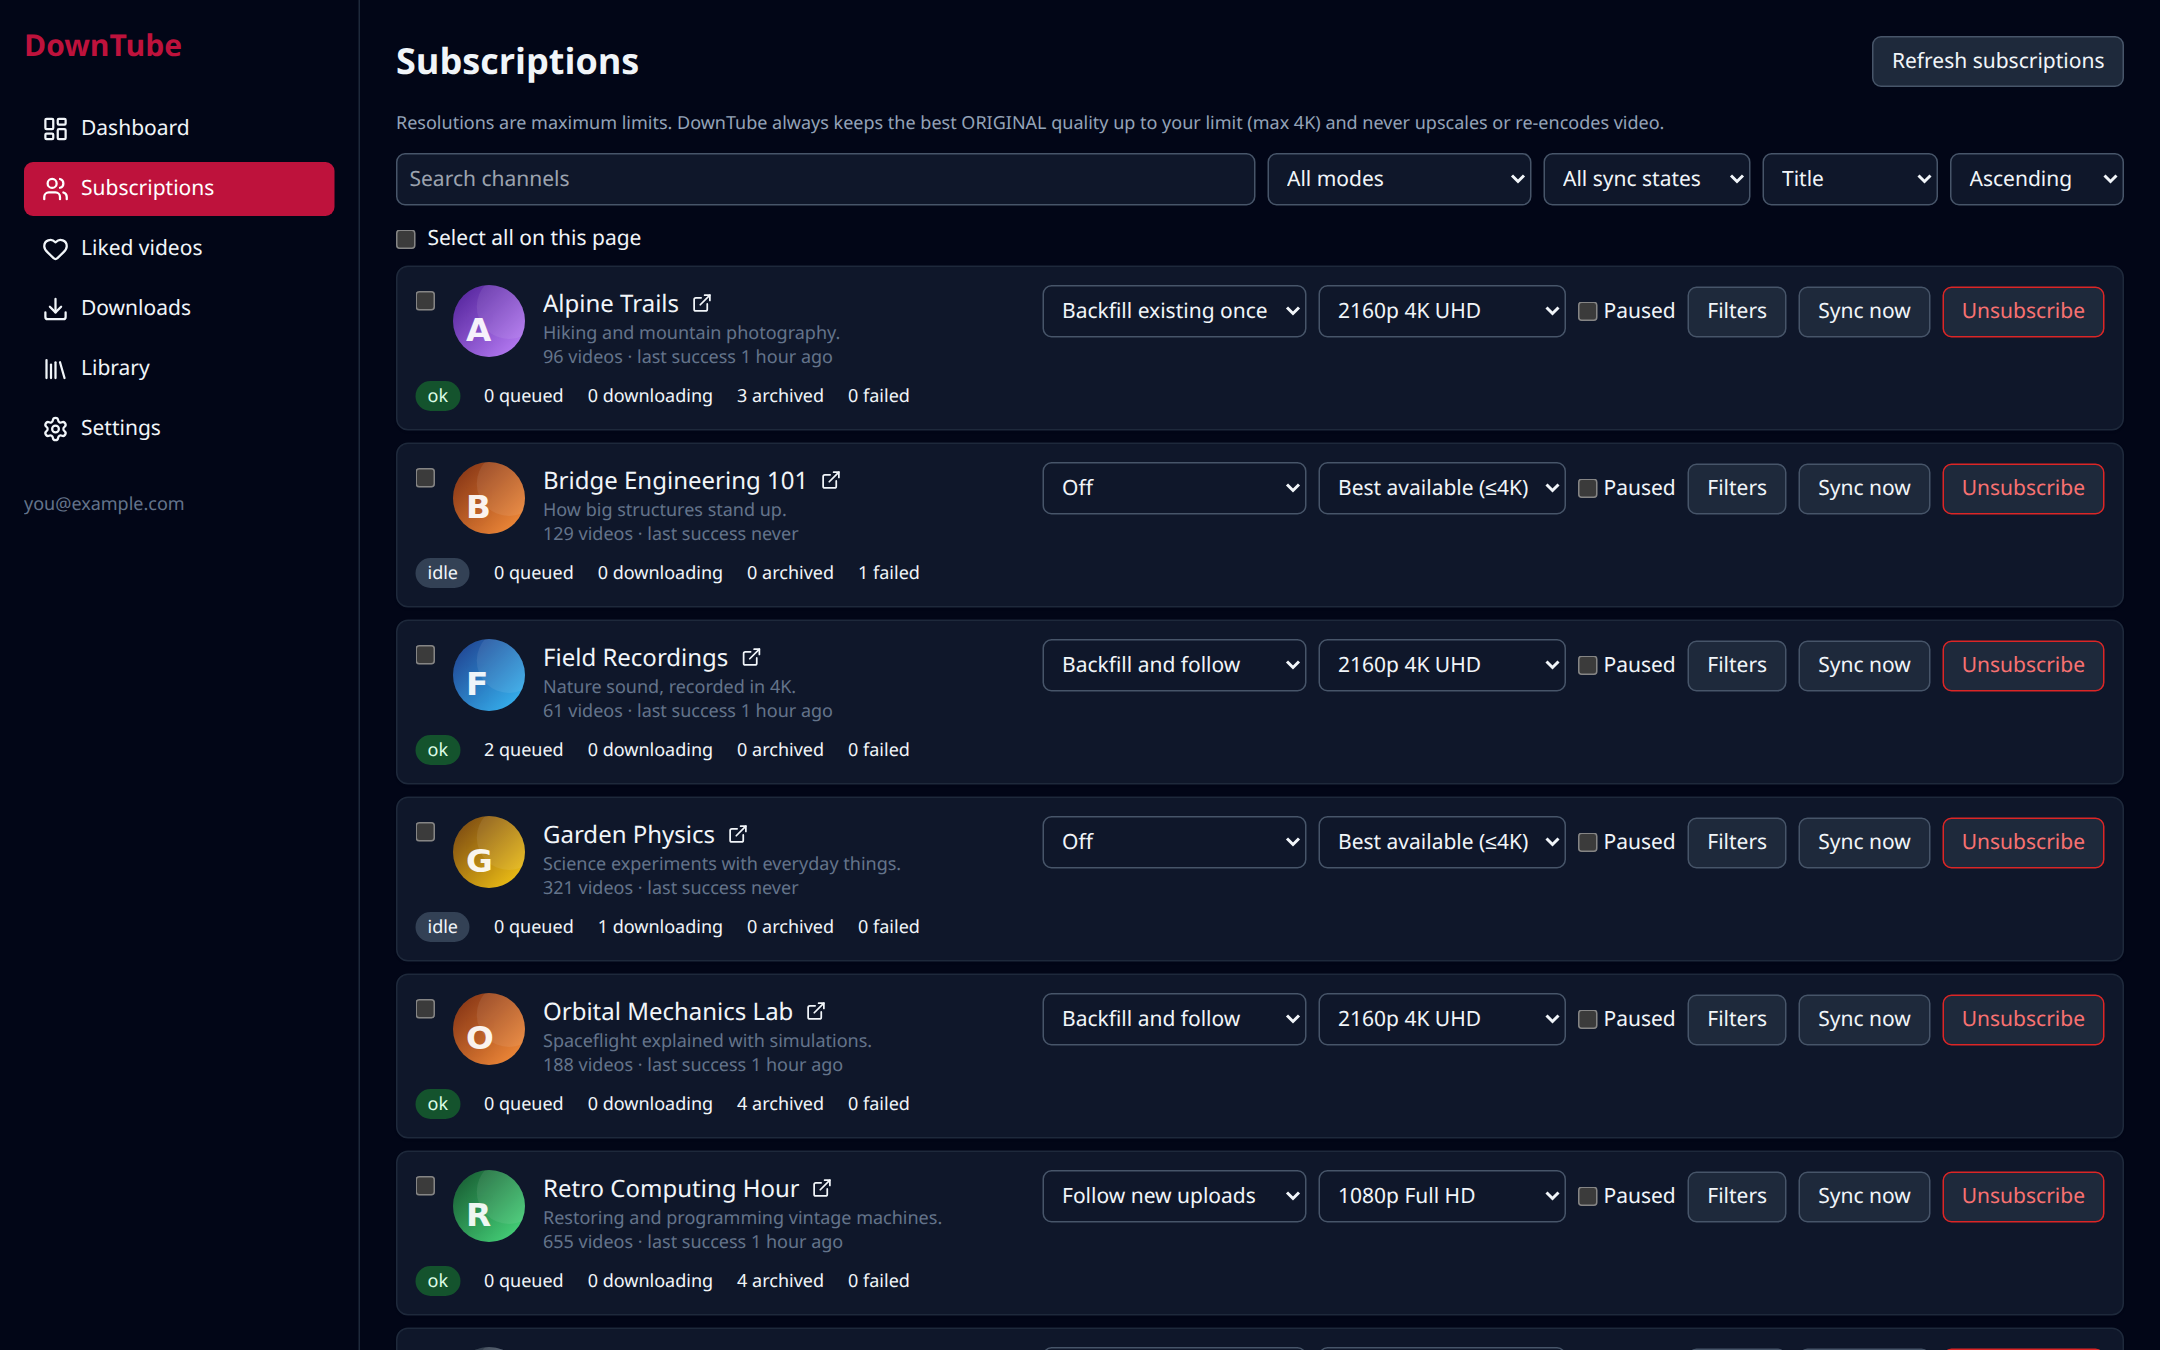 DownTube
Dashboard
Subscriptions
Liked videos
Downloads
Library
Settings
you@example.com
Subscriptions
Refresh subscriptions
Resolutions are maximum limits. DownTube always keeps the best ORIGINAL quality up to your limit (max 4K) and never upscales or re-encodes video.
Search channels All modes All sync states Title Ascending
Select all on this page
A
Alpine Trails
Hiking and mountain photography.
96 videos · last success 1 hour ago
Backfill existing once 2160p 4K UHD Paused Filters Sync now Unsubscribe
ok 0 queued 0 downloading 3 archived 0 failed
B
Bridge Engineering 101
How big structures stand up.
129 videos · last success never
Off Best available (≤4K) Paused Filters Sync now Unsubscribe
idle 0 queued 0 downloading 0 archived 1 failed
F
Field Recordings
Nature sound, recorded in 4K.
61 videos · last success 1 hour ago
Backfill and follow 2160p 4K UHD Paused Filters Sync now Unsubscribe
ok 2 queued 0 downloading 0 archived 0 failed
G
Garden Physics
Science experiments with everyday things.
321 videos · last success never
Off Best available (≤4K) Paused Filters Sync now Unsubscribe
idle 0 queued 1 downloading 0 archived 0 failed
O
Orbital Mechanics Lab
Spaceflight explained with simulations.
188 videos · last success 1 hour ago
Backfill and follow 2160p 4K UHD Paused Filters Sync now Unsubscribe
ok 0 queued 0 downloading 4 archived 0 failed
R
Retro Computing Hour
Restoring and programming vintage machines.
655 videos · last success 1 hour ago
Follow new uploads 1080p Full HD Paused Filters Sync now Unsubscribe
ok 0 queued 0 downloading 4 archived 0 failed